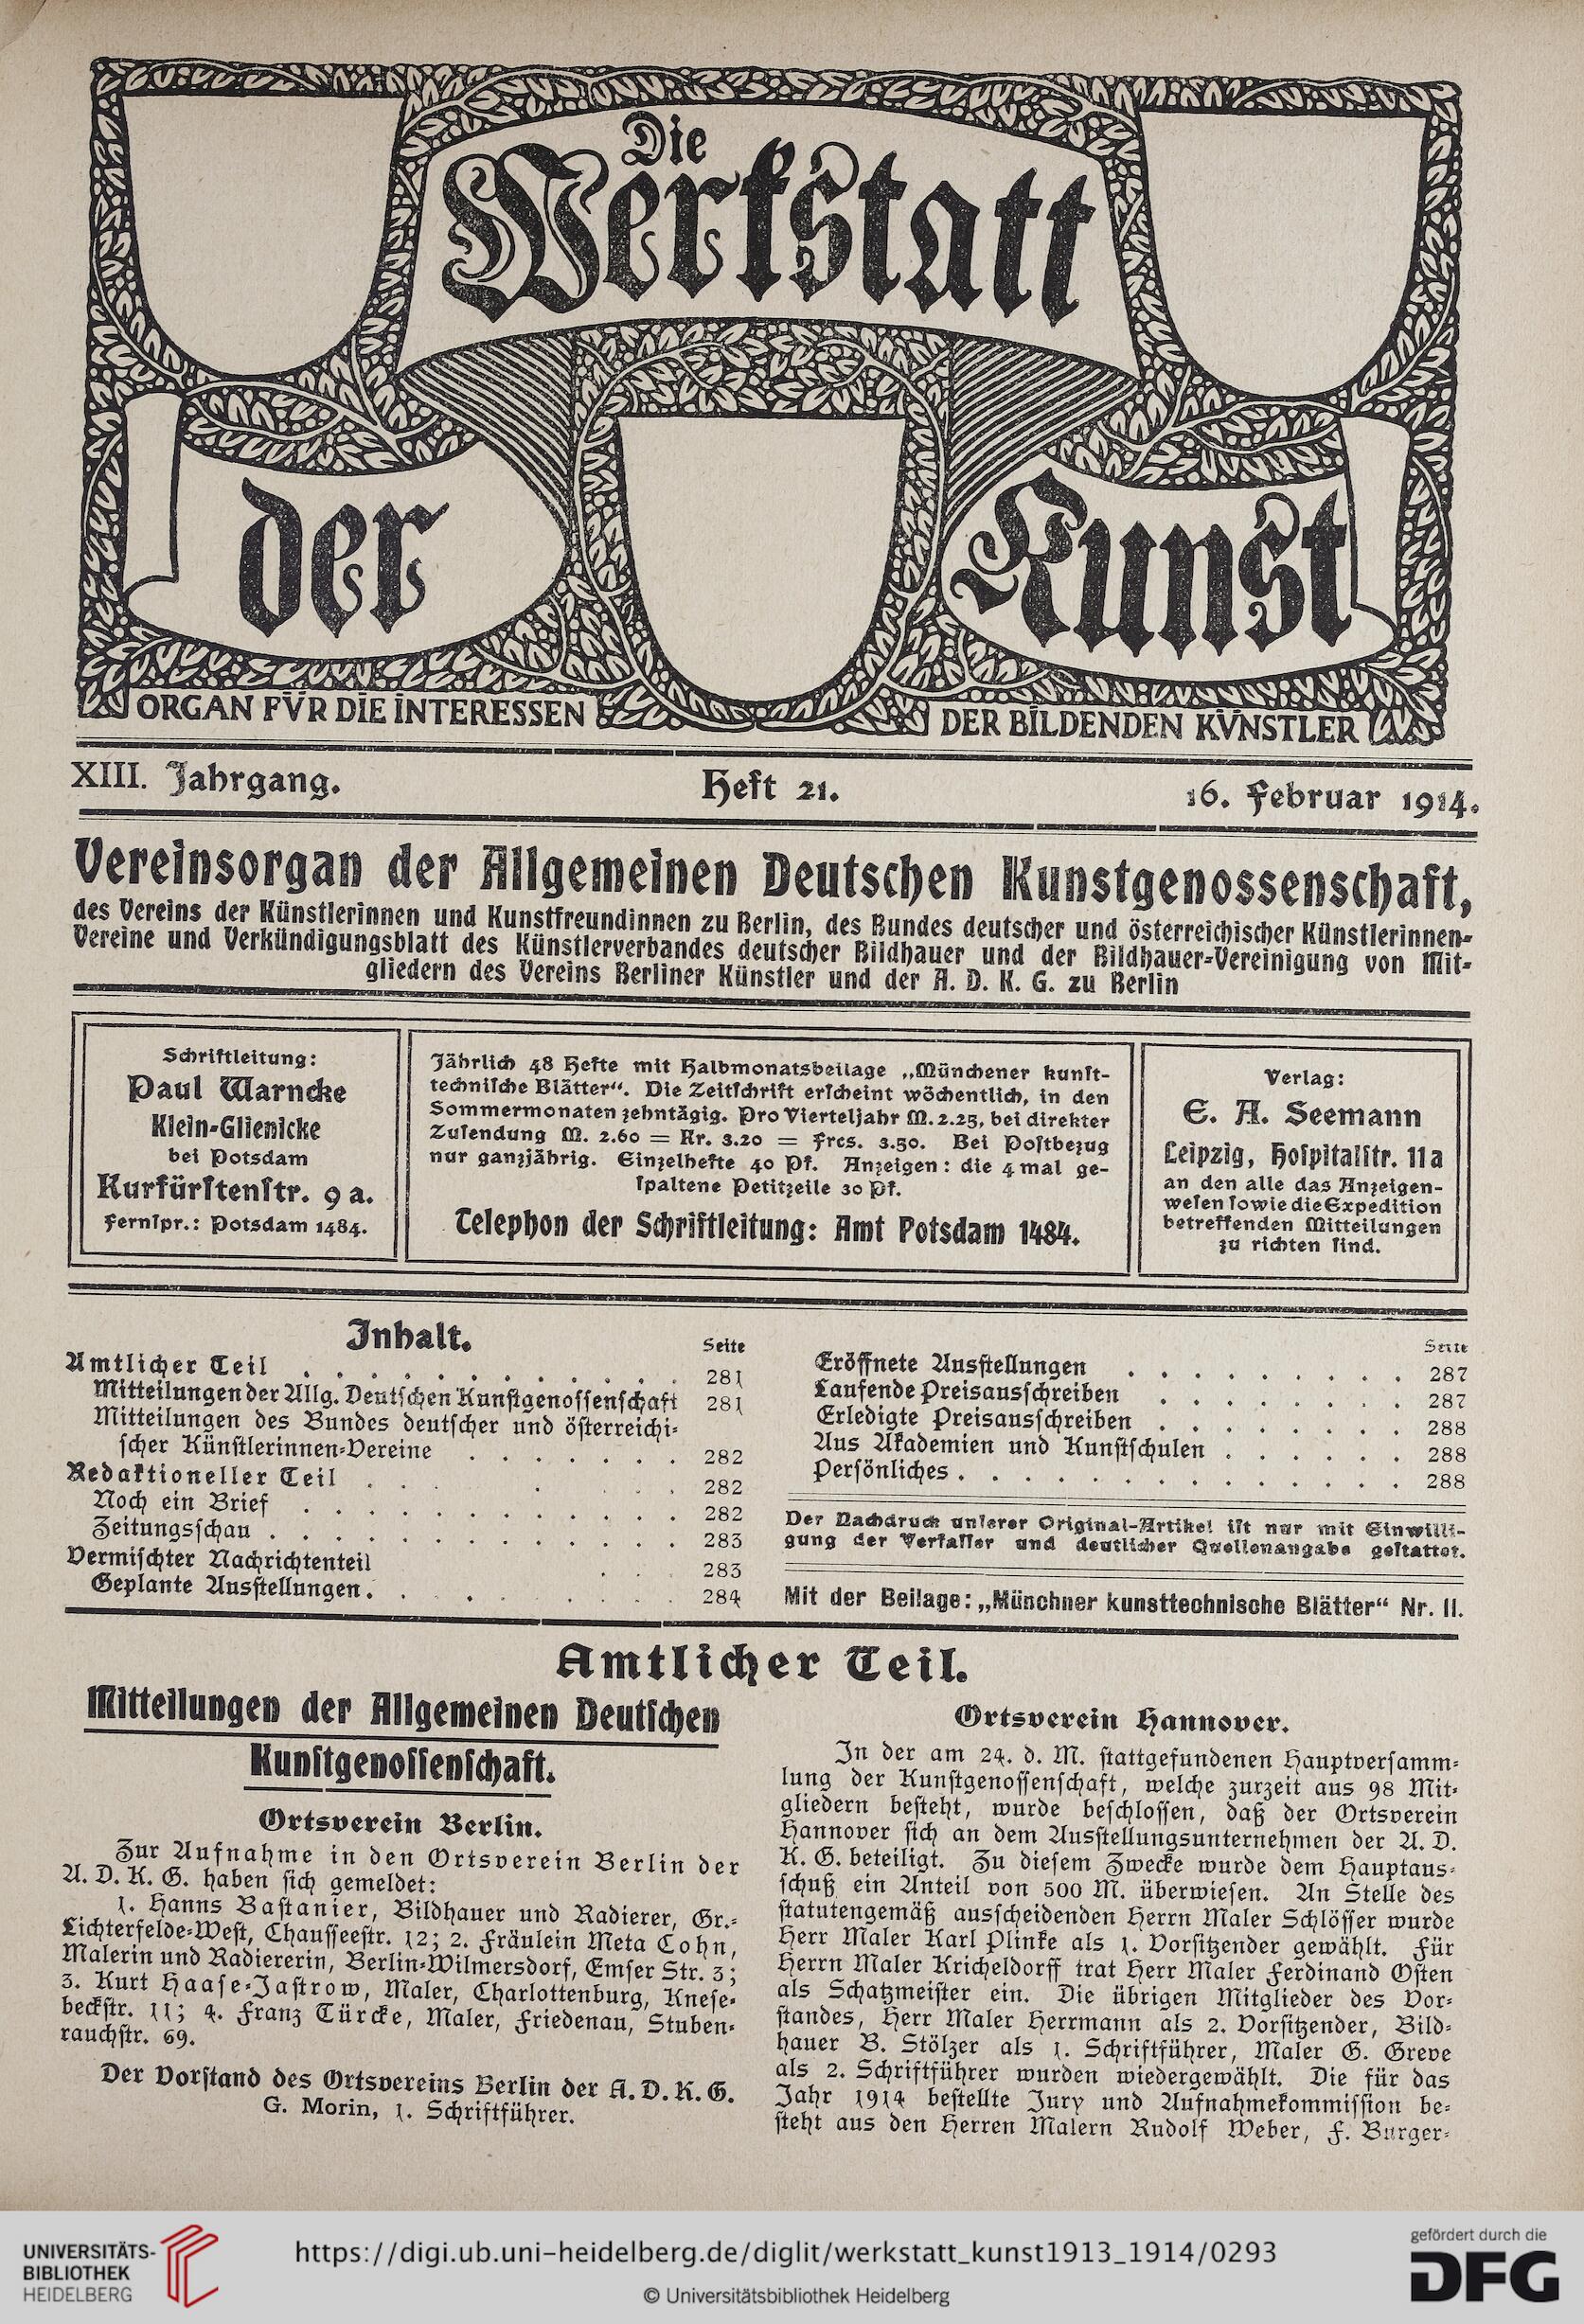 Die
Werkstatt
der
Kunst
ORGAN FVR DIE INTERESSEN
DER BILDENDEN KVNSTLER
XIII. Jahrgang.
Heft 21.
16. Februar 1914.
Vereinsorgan der Allgemeinen Deutschen Kunstgenossenschaft,
des Vereins der Künstlerinnen und Kunstfreundinnen zu Berlin, des Bundes deutscher und österreichischer Künstlerinnen-
Vereine und Verkündigungsblatt des Künstlerverbandes deutscher Bildhauer und der Bildhauer-Vereinigung von Mit-
gliedern des Vereins Berliner Künstler und der A. D. K. G. zu Berlin
Schriftleitung:
Paul Warncke
Klein-Glienicke
bei Potsdam
Kurfürſtenſtr. 9 a.
Fernſpr.: Potsdam 1484.
Jährlich 48 Hefte mit Halbmonatsbeilage „Münchener kunſt-
techniſche Blätter“. Die Zeitſchrift erſcheint wöchentlich, in den
Sommermonaten zehntägig. Pro Vierteljahr M. 2.25, bei direkter
Zuſendung M. 2.60 = Kr. 3.20 = Frcs. 3.50. Bei Poſtbezug
nur ganzjährig. Einzelhefte 40 Pf. Anzeigen: die 4 mal ge-
ſpaltene Petitzeile 30 Pf.
Telephon der Schriftleitung: Amt Potsdam 1484.
Verlag:
E. A. Seemann
Leipzig, Hoſpitalſtr. 11a
an den alle das Anzeigen-
weſen ſowie die Expedition
betreffenden Mitteilungen
zu richten ſind.
Inhalt.
Seite
Amtlicher Teil . . . . . . . . . . . 281
Mitteilungen der Allg. Deutſchen Kunſtgenoſſenſchaft 281
Mitteilungen des Bundes deutſcher und öſterreichi-
ſcher Künſtlerinnen-Vereine . . . . . . . 282
Redaktioneller Teil . . . . 282
Noch ein Brief . . . . . . . . . . . 282
Zeitungsſchau . . . . . . . . . . . . 283
Vermiſchter Nachrichtenteil . . . 283
Geplante Ausſtellungen . . . . . . . . . 284
Seite
Eröffnete Ausſtellungen . . . . . . . . 287
Laufende Preisausſchreiben . . . . . . . 287
Erledigte Preisausſchreiben . . . . . . . 288
Aus Akademien und Kunſtſchulen . . . . . . 288
Perſönliches . . . . . . . . . . . . 288
Der Nachdruck unſerer Original-Artikel iſt nur mit Einwilli-
gung der Verfaſſer und deutlicher Quellenangabe geſtattet.
Mit der Beilage: „Münchner kunsttechnische Blätter“ Nr. 11.
Amtlicher Teil.
Mitteilungen der Allgemeinen Deutſchen
Kunſtgenoſſenſchaft.
Ortsverein Berlin.
Zur Aufnahme in den Ortsverein Berlin der
A. D. K. G. haben ſich gemeldet:
1. Hanns Baſtanier, Bildhauer und Radierer, Gr.-
Lichterfelde-Weſt, Chauſſeeſtr. 12; 2. Fräulein Meta Cohn,
Malerin und Radiererin, Berlin-Wilmersdorf, Emſer Str. 3;
3. Kurt Haaſe-Jaſtrow, Maler, Charlottenburg, Kneſe-
beckſtr. 11; 4. Franz Türcke, Maler, Friedenau, Stuben-
rauchſtr. 69.
Der Vorſtand des Ortsvereins Berlin der A. D. K. G.
G. Morin, 1. Schriftführer.
Ortsverein Hannover.
In der am 24. d. M. ſtattgefundenen Hauptverſamm-
lung der Kunſtgenoſſenſchaft, welche zurzeit aus 98 Mit-
gliedern beſteht, wurde beſchloſſen, daß der Ortsverein
Hannover ſich an dem Ausſtellungsunternehmen der A. D.
K. G. beteiligt. Zu dieſem Zwecke wurde dem Hauptaus-
ſchuß ein Anteil von 500 M. überwieſen. An Stelle des
ſtatutengemäß ausſcheidenden Herrn Maler Schlöſſer wurde
Herr Maler Karl Plinke als 1. Vorſitzender gewählt. Für
Herrn Maler Kricheldorff trat Herr Maler Ferdinand Oſten
als Schatzmeiſter ein. Die übrigen Mitglieder des Vor-
ſtandes, Herr Maler Herrmann als 2. Vorſitzender, Bild-
hauer B. Stölzer als 1. Schriftführer, Maler G. Greve
als 2. Schriftführer wurden wiedergewählt. Die für das
Jahr 1914 beſtellte Jury und Aufnahmekommiſſion be-
ſteht aus den Herren Malern Rudolf Weber, F. Burger-
UNIVERSITÄTS-
BIBLIOTHEK
HEIDELBERG
https://digi.ub.uni-heidelberg.de/diglit/werkstatt_kunst1913_1914/0293
© Universitätsbibliothek Heidelberg
gefördert durch die
DFG